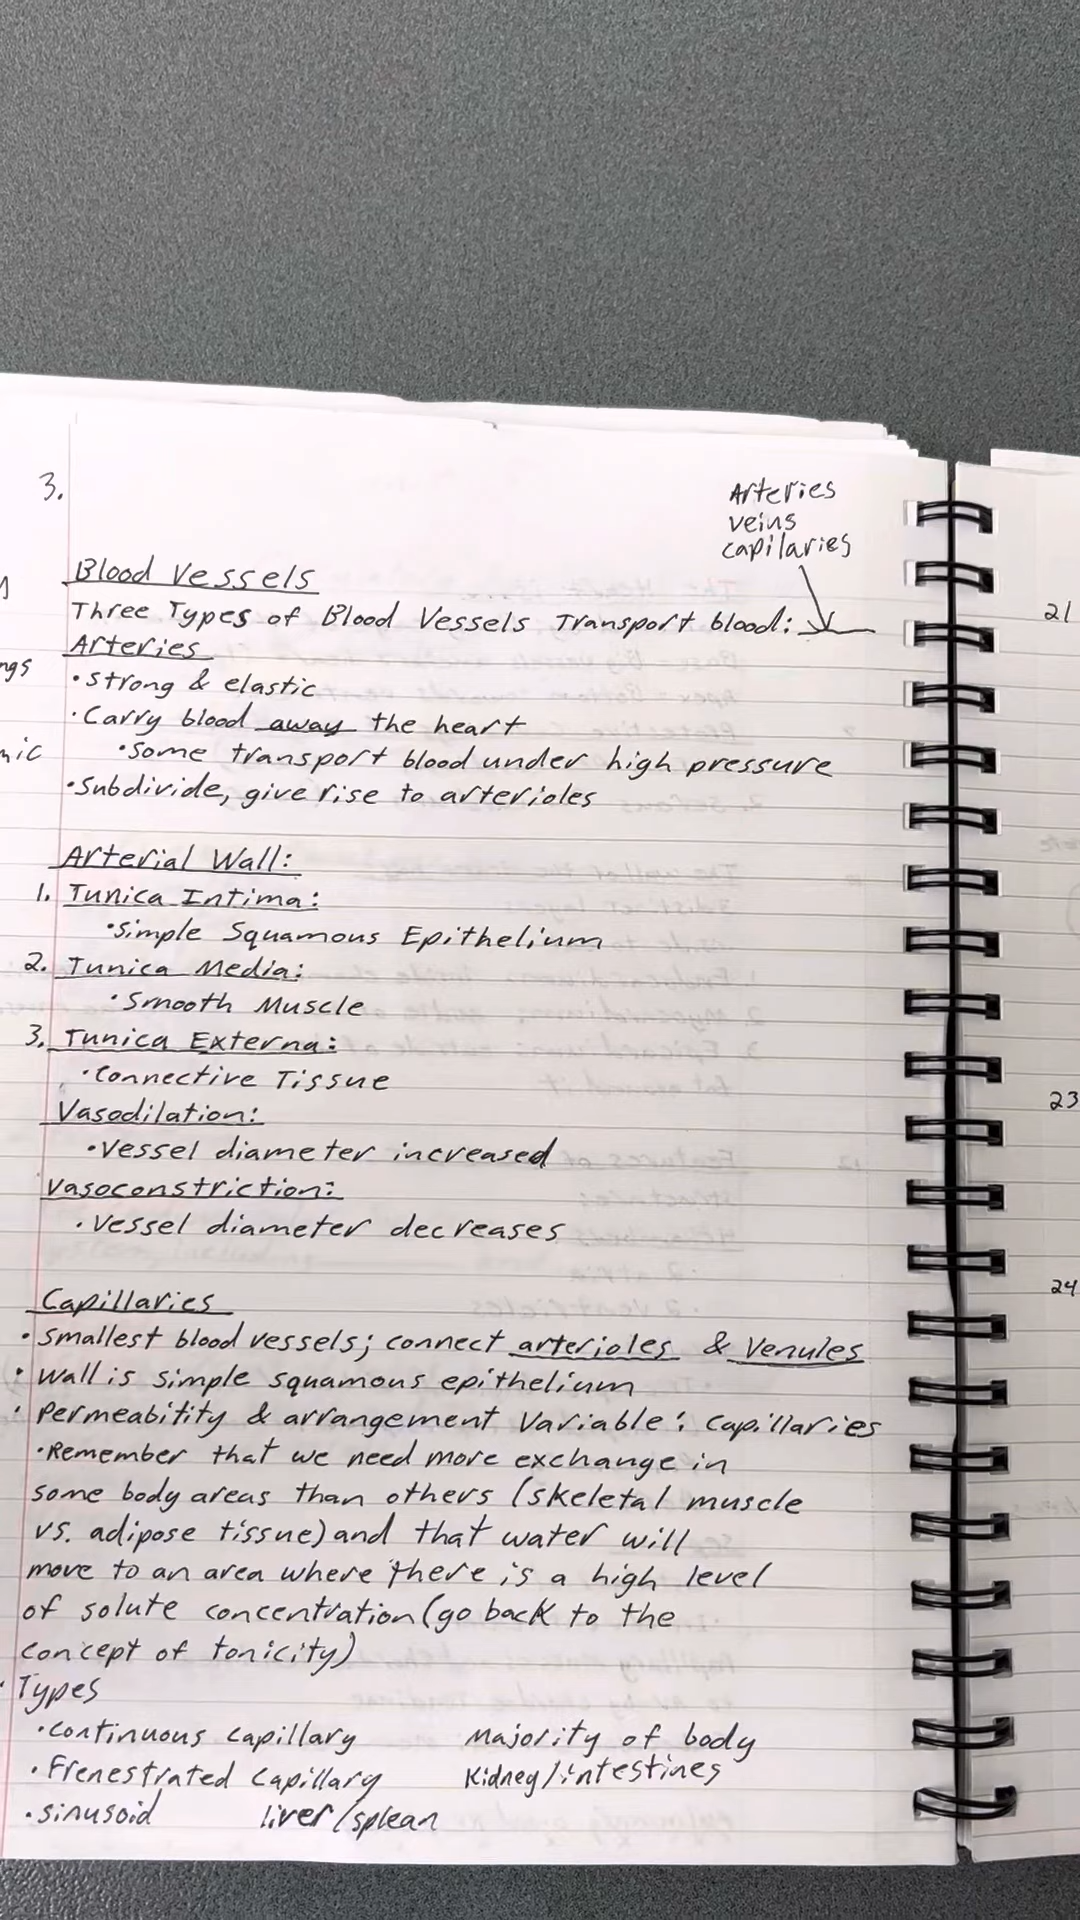 3.
Arteries
veins
capilaries
Blood Vessels
Three Types of Blood Vessels Transport blood:
Arteries
•Strong & elastic
•Carry blood away the heart
•Some transport blood under high pressure
•Subdivide, give rise to arterioles
Arterial Wall:
1. Tunica Intima:
•Simple Squamous Epithelium
2. Tunica Media:
•Smooth Muscle
3. Tunica Externa:
•Connective Tissue
Vasodilation:
•Vessel diameter increased
Vasoconstriction:
•Vessel diameter decreases
Capillaries
•Smallest blood vessels; connect arterioles & Venules
•Wall is simple squamous epithelium
•Permeabitity & arrangement Variable: Capillaries
•Remember that we need more exchange in
some body areas than others (skeletal muscle
vs. adipose tissue) and that water will
move to an area where there is a high level
of solute concentration (go back to the
concept of tonicity)
•Types
•Continuous Capillary Majority of body
•Frenestrated Capillary Kidney/intestines
•Sinusoid liver/splean
ngs
mic
21
23
24